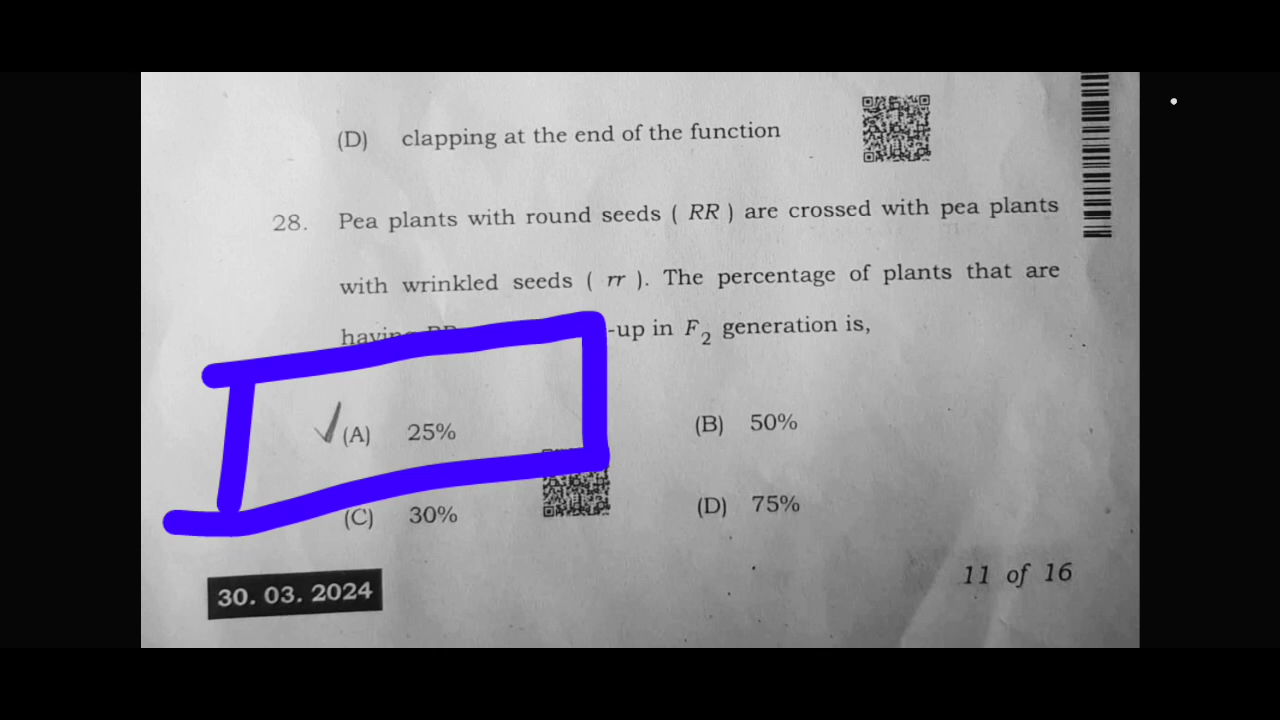 (D) clapping at the end of the function
28. Pea plants with round seeds ( RR ) are crossed with pea plants
with wrinkled seeds ( rr ). The percentage of plants that are
having -up in F₂ generation is,
(A) 25% (B) 50%
(C) 30% (D) 75%
30. 03. 2024
11 of 16